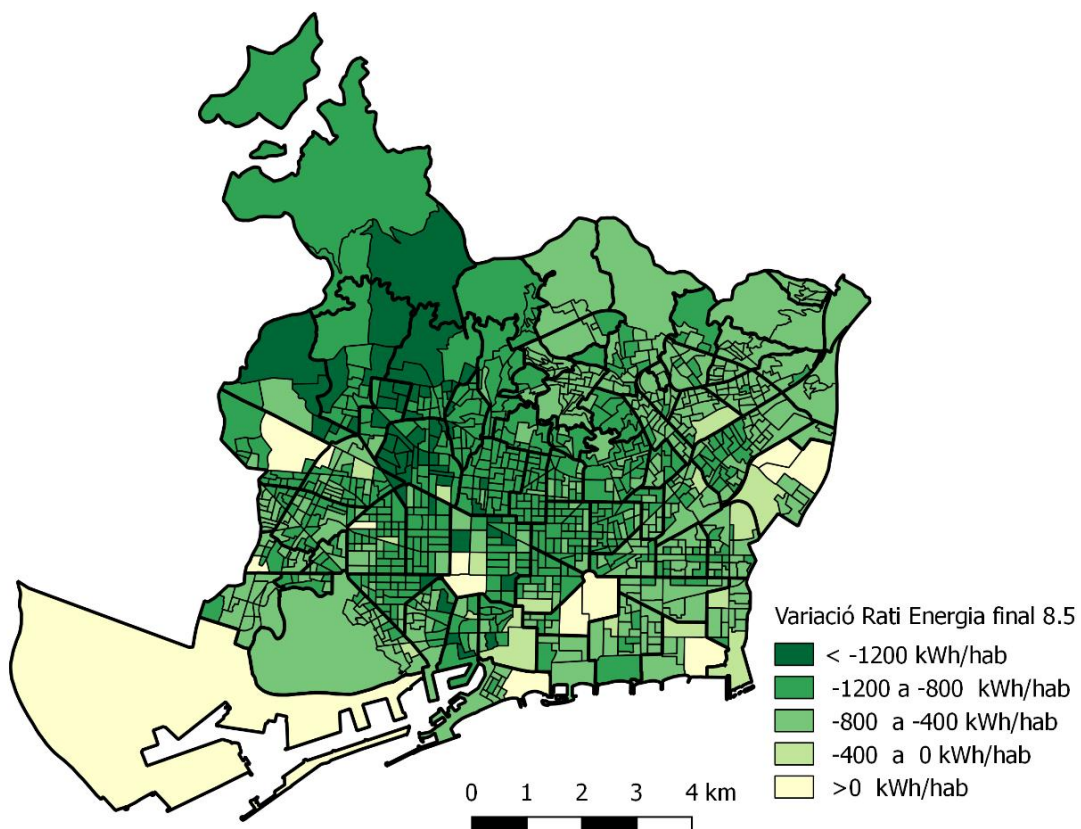 Variació Rati Energia final 8.5
< -1200 kWh/hab
-1200 a -800 kWh/hab
-800 a -400 kWh/hab
-400 a 0 kWh/hab
>0 kWh/hab
0 1 2 3 4 km